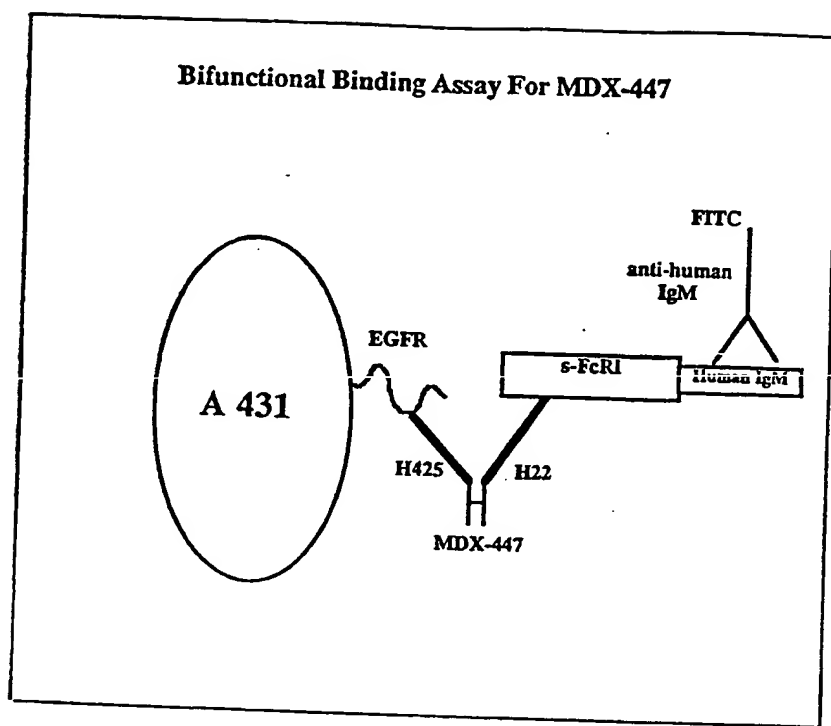 Bifunctional Binding Assay For MDX-447
FITC
anti-human
IgM
EGFR
s-FcRI
Human IgM
A 431
H425
H22
MDX-447